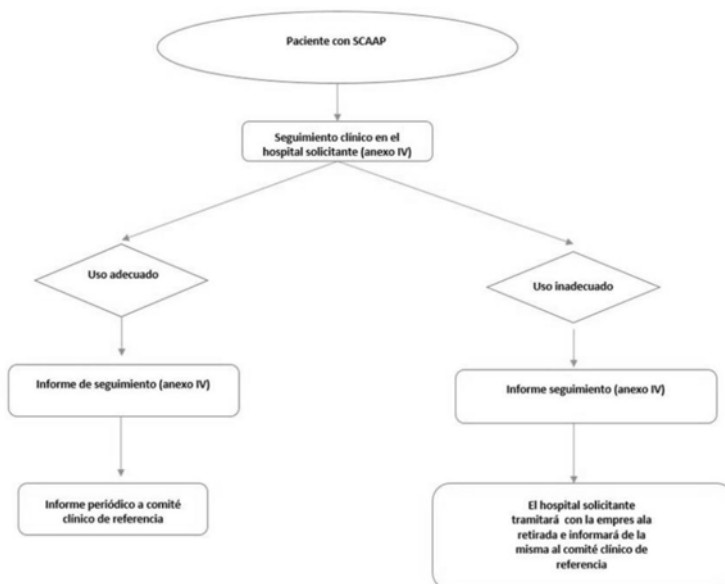 Paciente con SCAAP
Seguimiento clínico en el
hospital solicitante (anexo IV)
Uso adecuado
Uso inadecuado
Informe de seguimiento (anexo IV)
Informe seguimiento (anexo IV)
Informe periódico a comité
clínico de referencia
El hospital solicitante
tramitará con la empres ala
retirada e informará de la
misma al comité clínico de
referencia